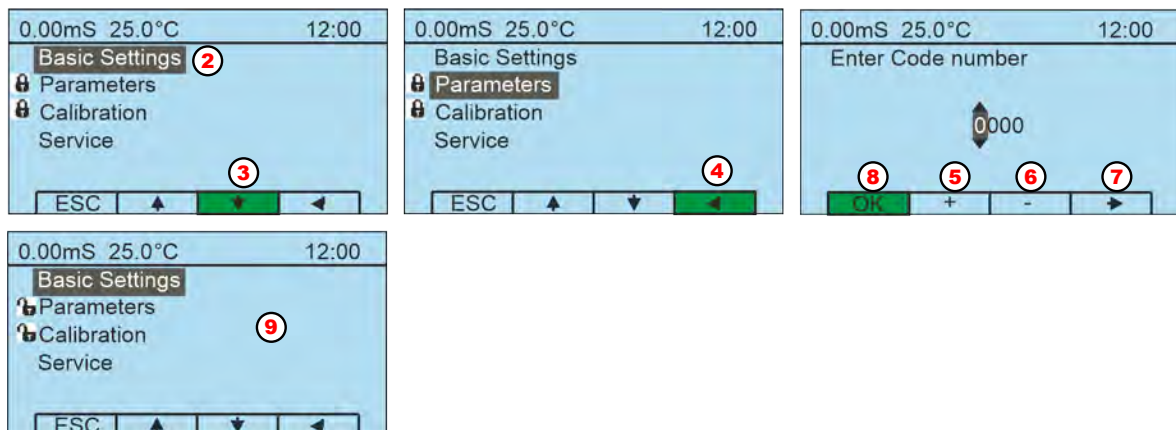 0.00mS 25.0°C 12:00
Basic Settings 2
Parameters
Calibration
Service
3
ESC
0.00mS 25.0°C 12:00
Basic Settings
Parameters
Calibration
Service
4
ESC
0.00mS 25.0°C 12:00
Enter Code number
0000
8 5 6 7
OK + - 
0.00mS 25.0°C 12:00
Basic Settings
Parameters
Calibration 9
Service
ESC